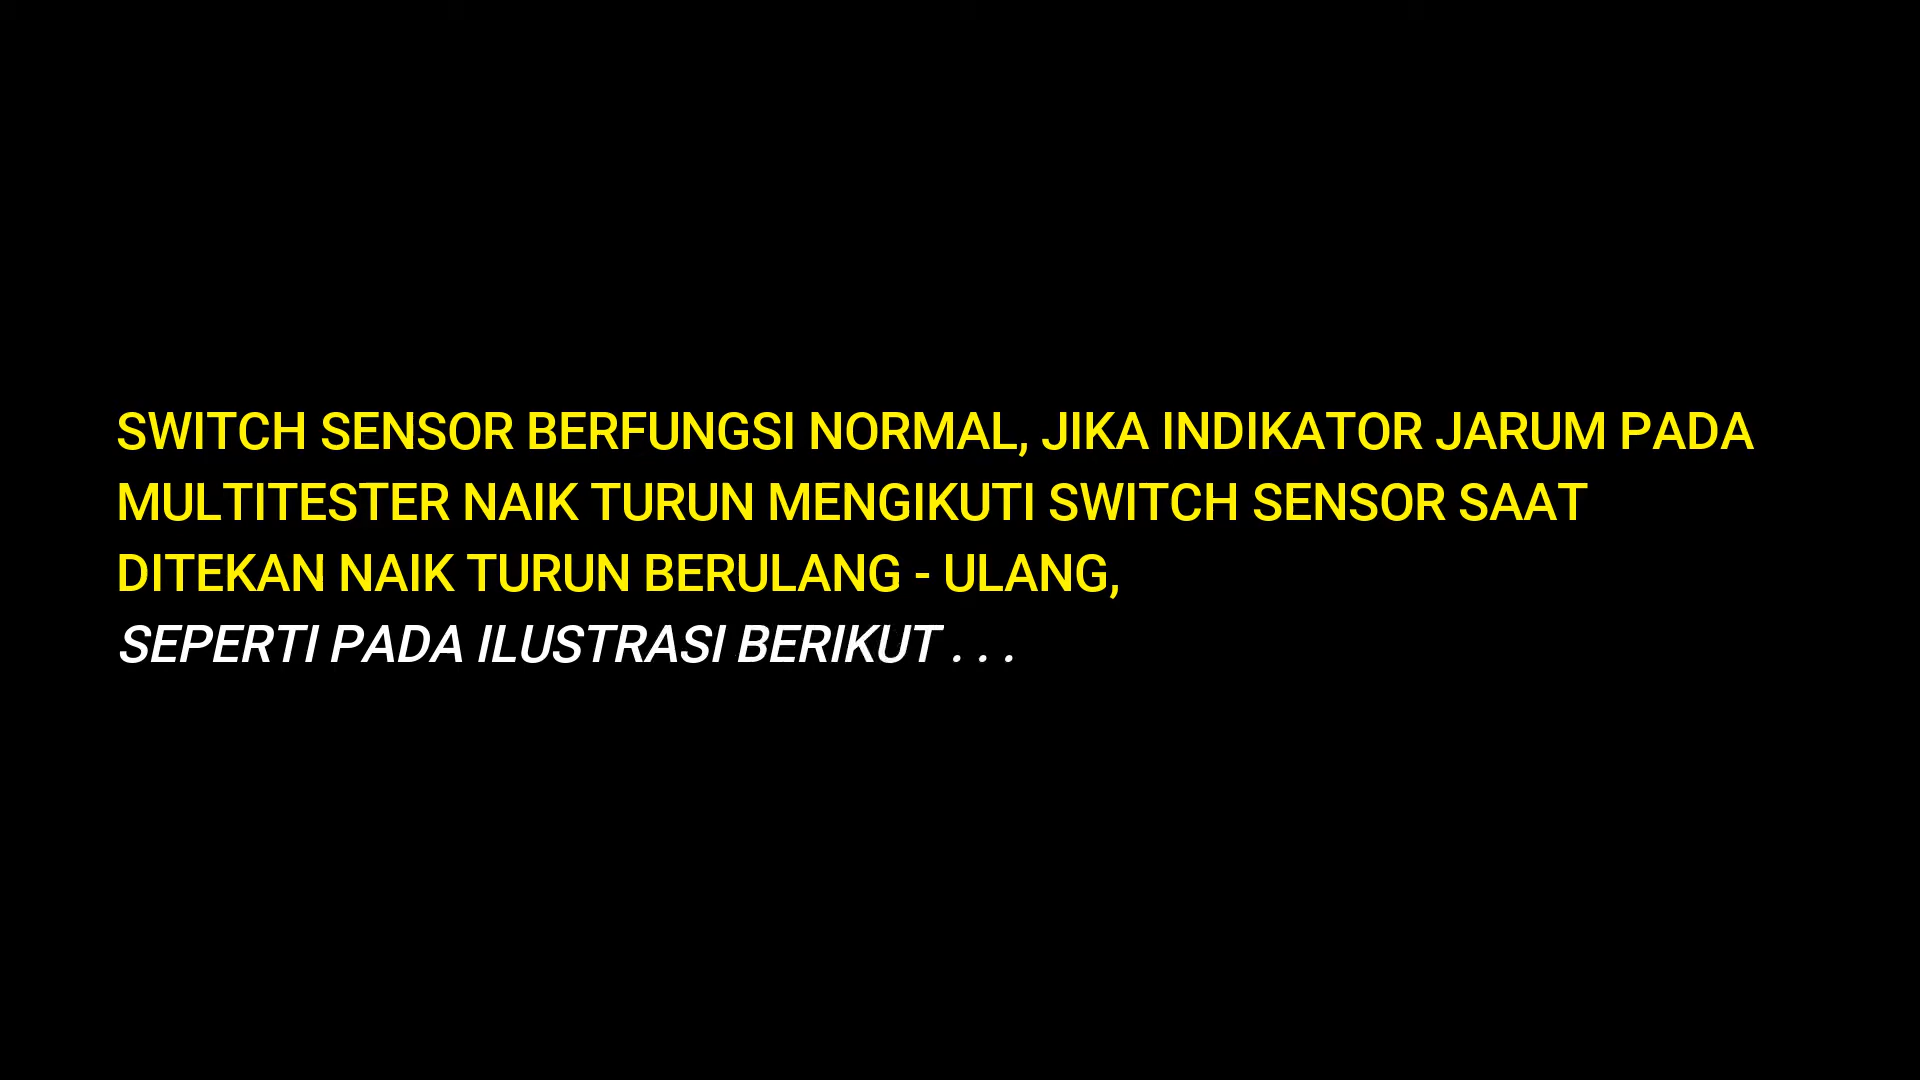 SWITCH SENSOR BERFUNGSI NORMAL, JIKA INDIKATOR JARUM PADA
MULTITESTER NAIK TURUN MENGIKUTI SWITCH SENSOR SAAT
DITEKAN NAIK TURUN BERULANG - ULANG,
SEPERTI PADA ILUSTRASI BERIKUT . . .